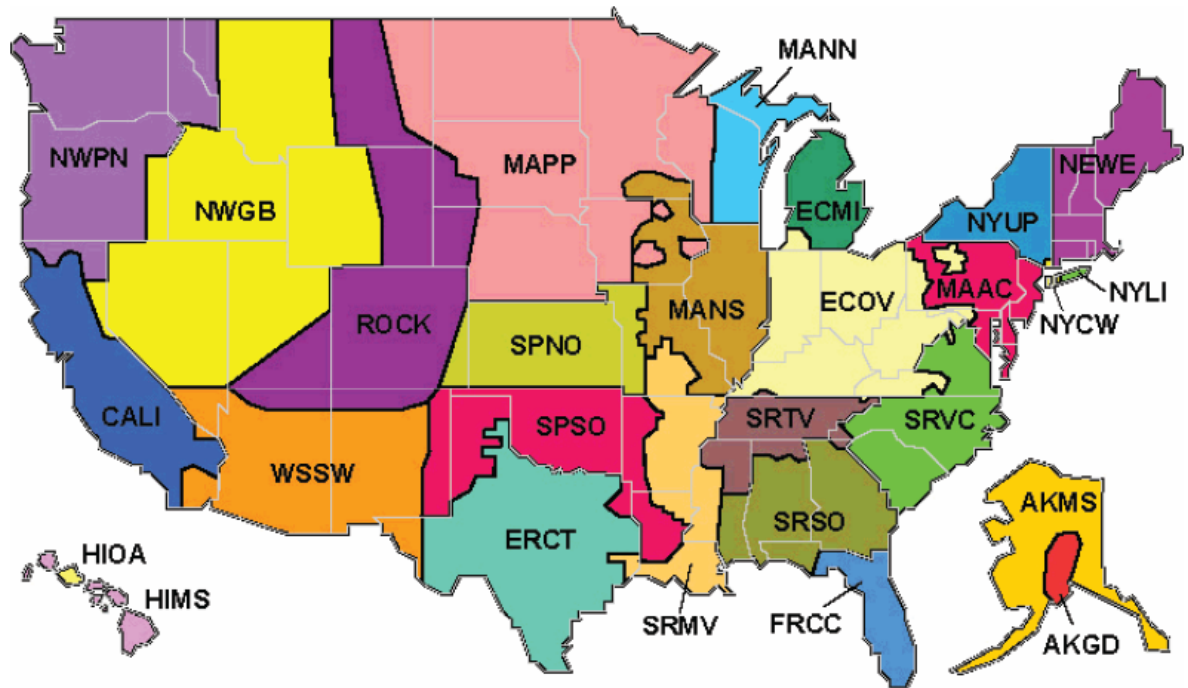 MANN
NWPN
MAPP
NEWE
NWGB
ECMI
NYUP
MAAC
NYLI
ROCK
MANS
ECOV
NYCW
SPNO
CALI
SPSO
SRTV
SRVC
WSSW
AKMS
SRSO
ERCT
HIOA
HIMS
SRMV
FRCC
AKGD